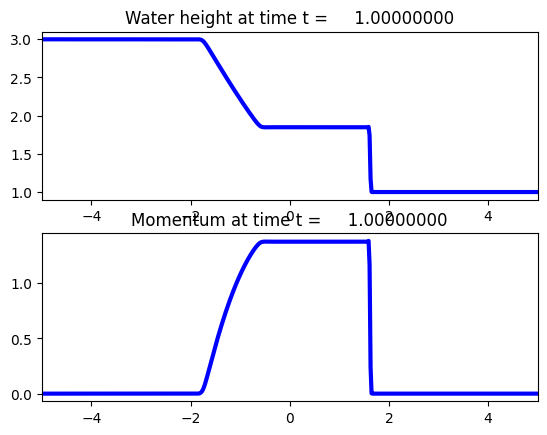 Water height at time t =     1.00000000
3.0
2.5
2.0
1.5
1.0
−4 −2 0 2 4
Momentum at time t =     1.00000000
1.0
0.5
0.0
−4 −2 0 2 4